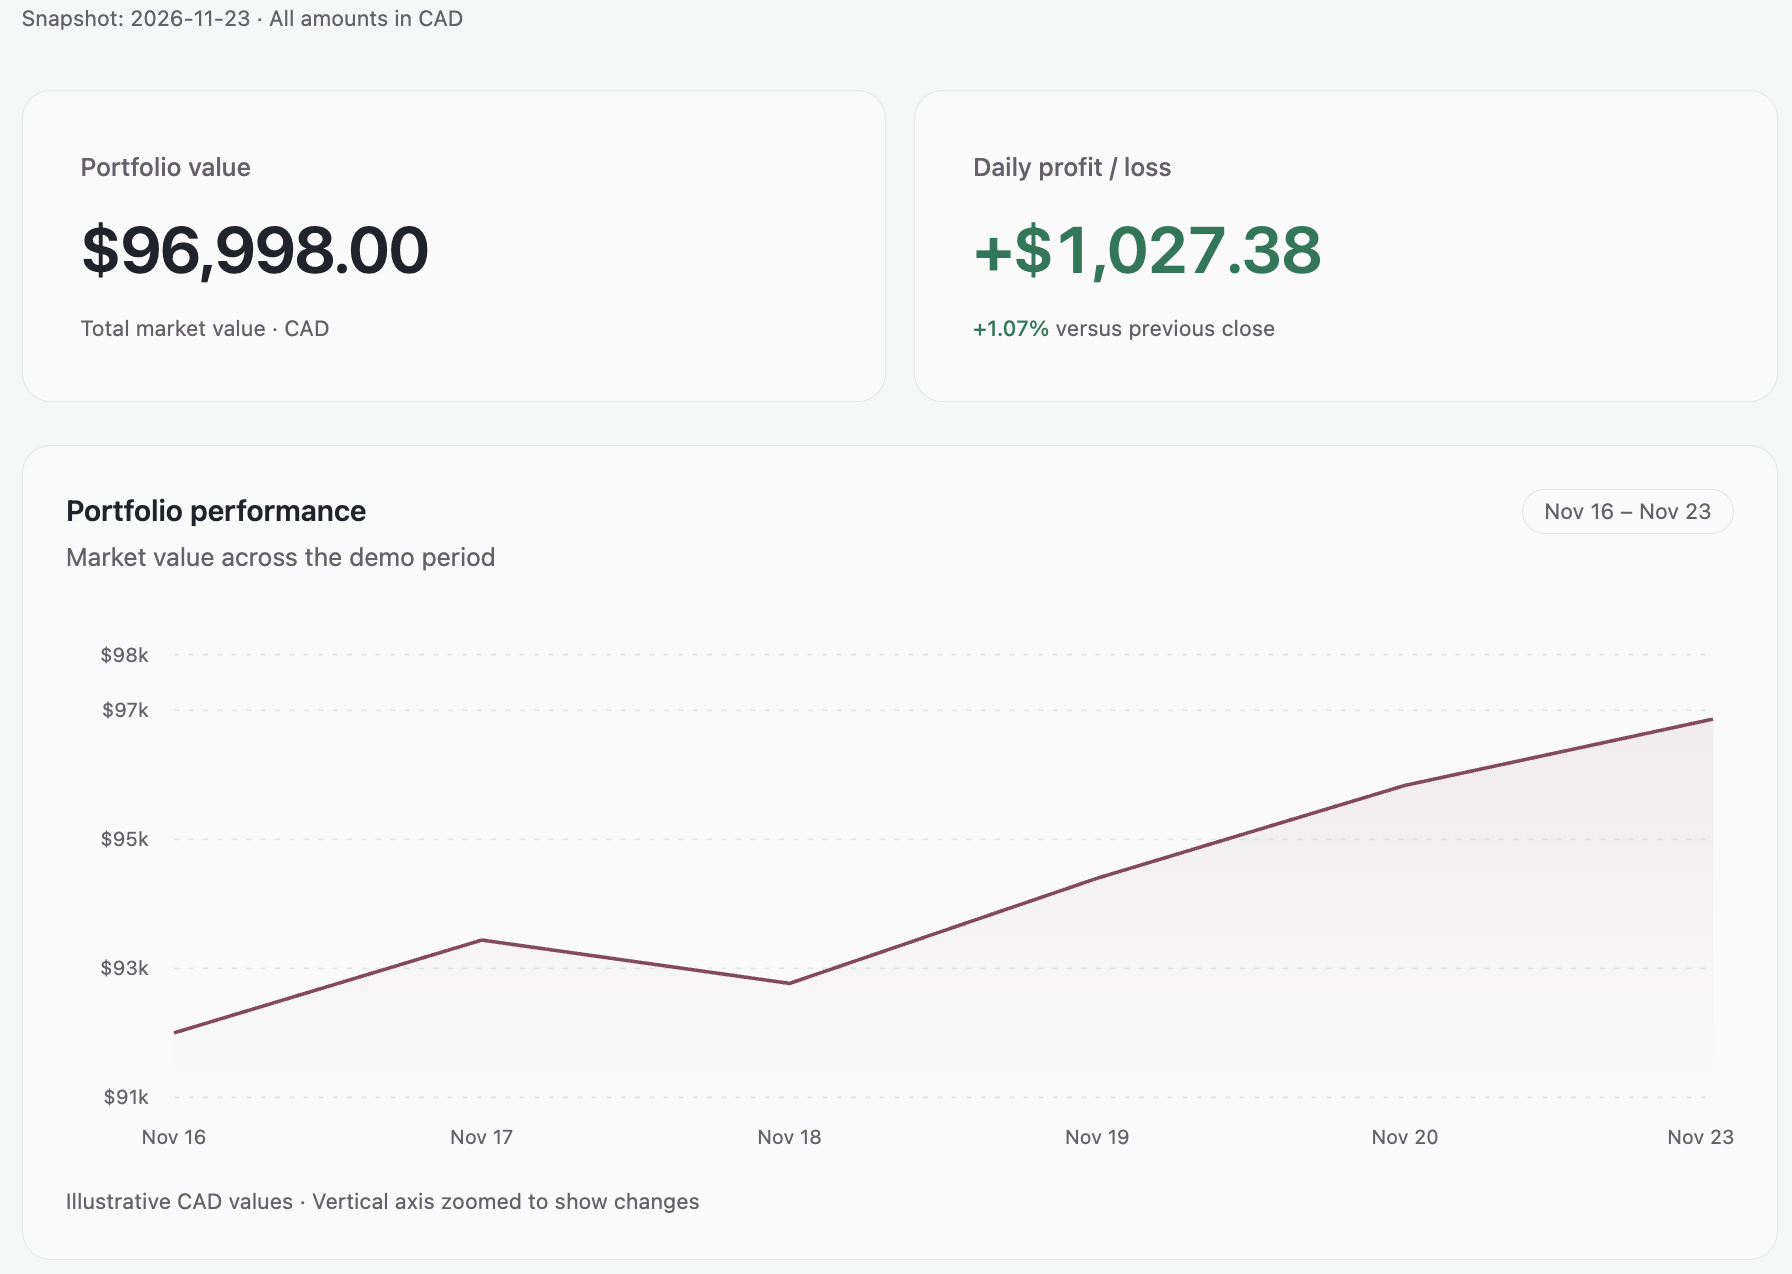 Snapshot: 2026-11-23 · All amounts in CAD
Portfolio value
$96,998.00
Total market value · CAD
Daily profit / loss
+$1,027.38
+1.07% versus previous close
Portfolio performance
Nov 16 – Nov 23
Market value across the demo period
$98k
$97k
$95k
$93k
$91k
Nov 16 Nov 17 Nov 18 Nov 19 Nov 20 Nov 23
Illustrative CAD values · Vertical axis zoomed to show changes